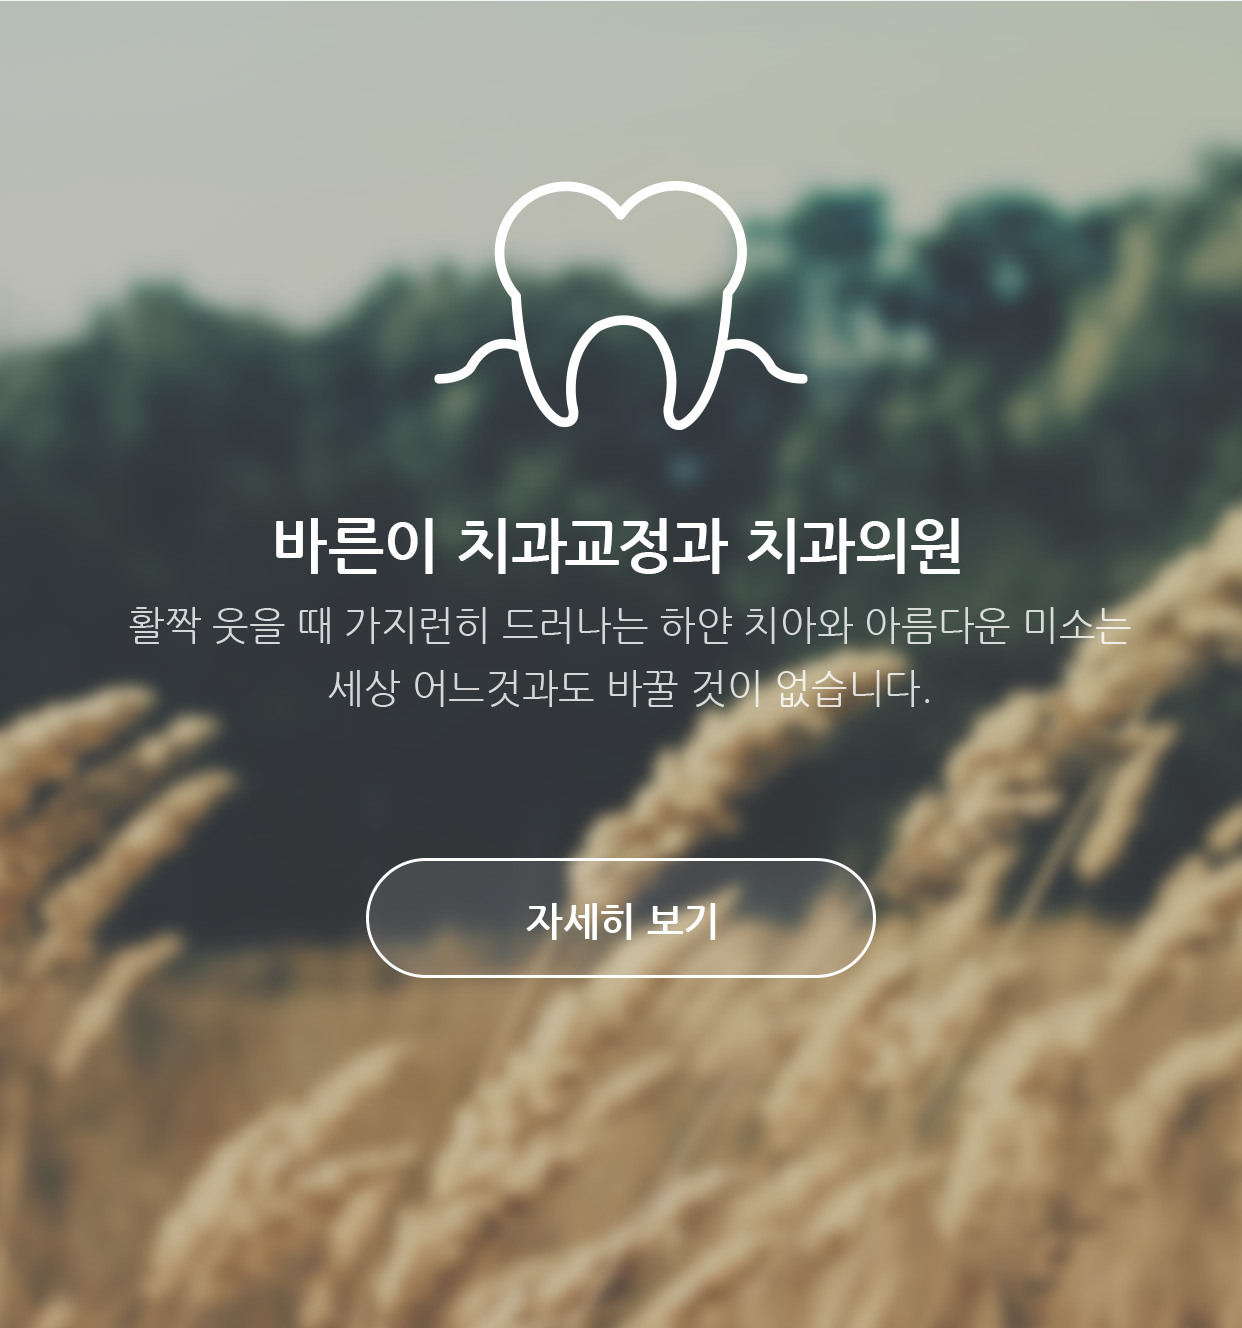 바른이 치과교정과 치과의원
활짝 웃을 때 가지런히 드러나는 하얀 치아와 아름다운 미소는
세상 어느것과도 바꿀 것이 없습니다.
자세히 보기